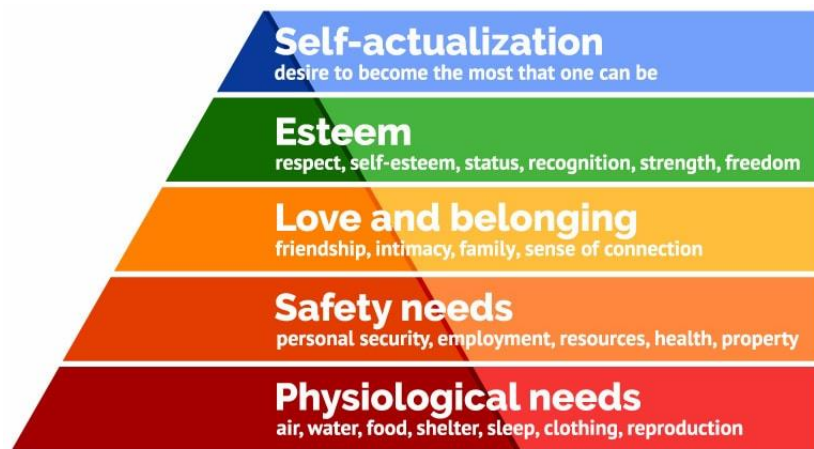 Self-actualization
desire to become the most that one can be
Esteem
respect, self-esteem, status, recognition, strength, freedom
Love and belonging
friendship, intimacy, family, sense of connection
Safety needs
personal security, employment, resources, health, property
Physiological needs
air, water, food, shelter, sleep, clothing, reproduction